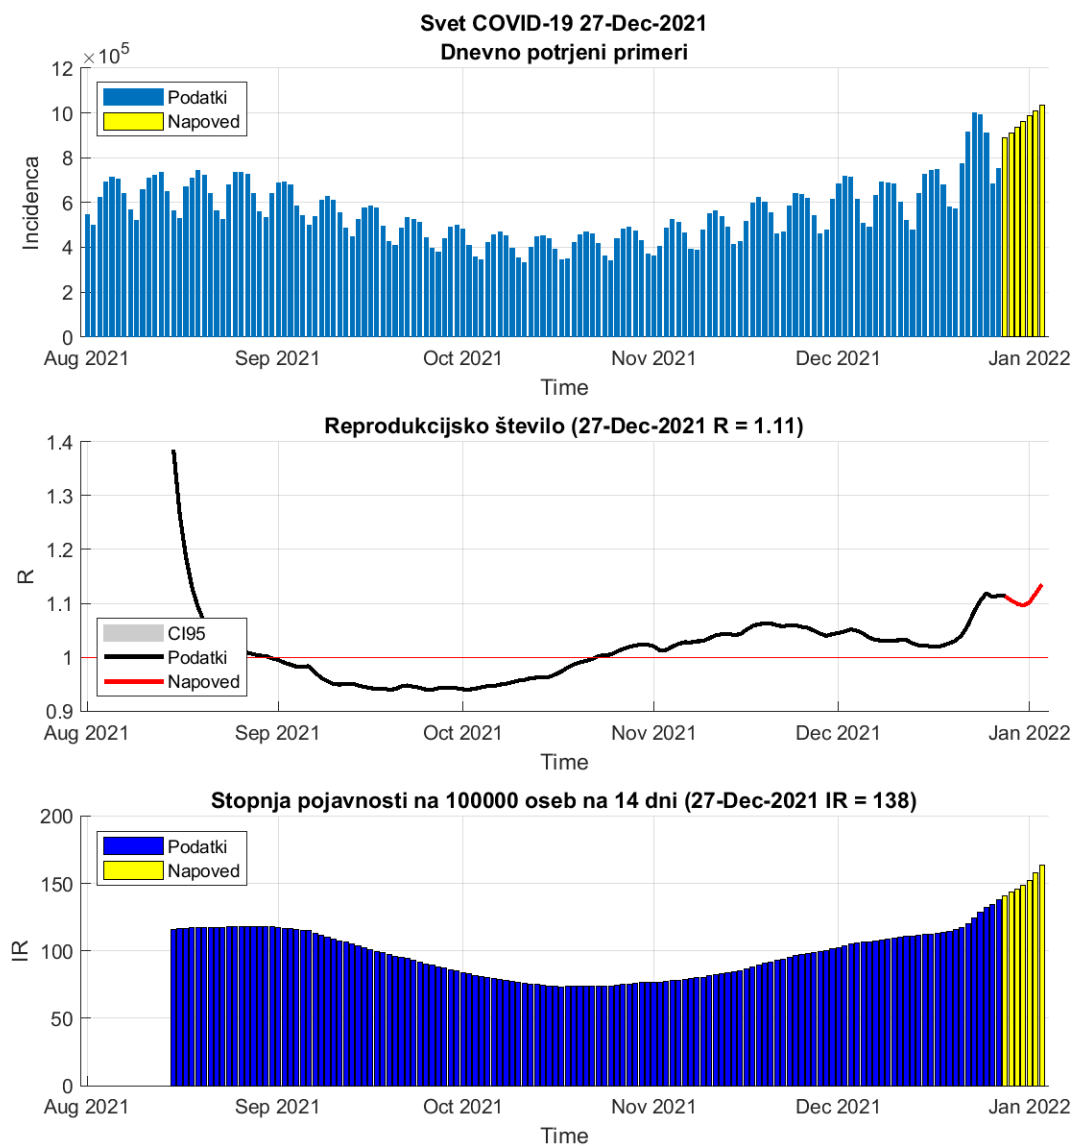 Svet COVID-19 27-Dec-2021
Dnevno potrjeni primeri
×10⁵
12
10
8
6
4
2
0
Incidenca
Podatki
Napoved
Aug 2021 Sep 2021 Oct 2021 Nov 2021 Dec 2021 Jan 2022
Time
Reprodukcijsko število (27-Dec-2021 R = 1.11)
1.4
1.3
1.2
1.1
1
0.9
R
CI95
Podatki
Napoved
Aug 2021 Sep 2021 Oct 2021 Nov 2021 Dec 2021 Jan 2022
Time
Stopnja pojavnosti na 100000 oseb na 14 dni (27-Dec-2021 IR = 138)
200
150
100
50
0
IR
Podatki
Napoved
Aug 2021 Sep 2021 Oct 2021 Nov 2021 Dec 2021 Jan 2022
Time